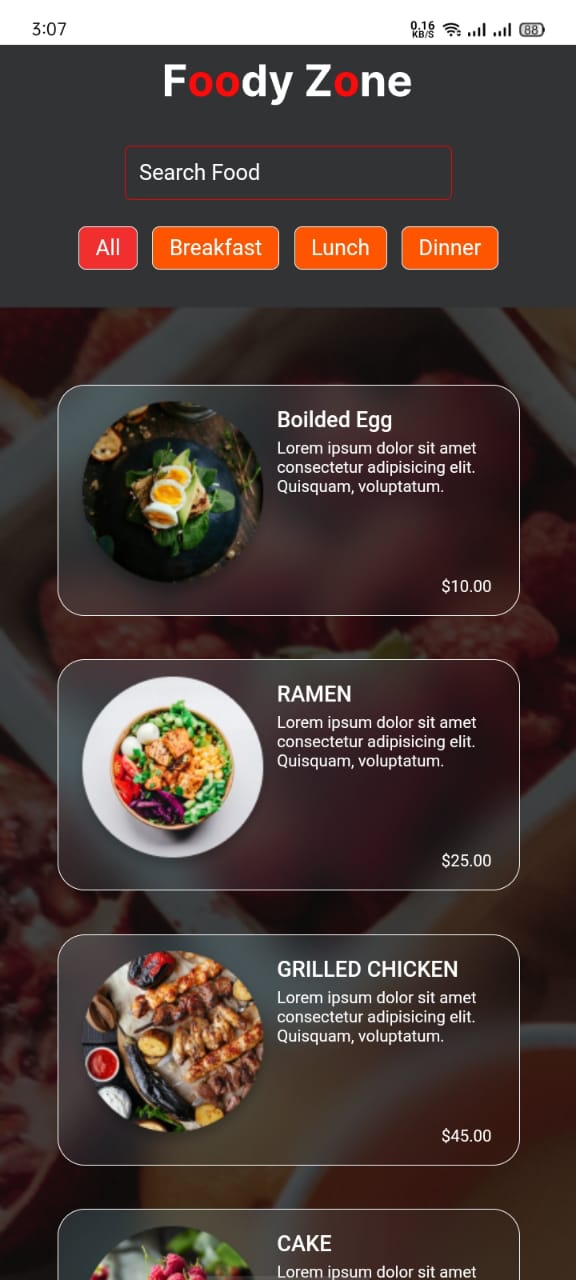 3:07
0.16
KB/S
88
Foody Zone
Search Food
All Breakfast Lunch Dinner
Boilded Egg
Lorem ipsum dolor sit amet
consectetur adipisicing elit.
Quisquam, voluptatum.
$10.00
RAMEN
Lorem ipsum dolor sit amet
consectetur adipisicing elit.
Quisquam, voluptatum.
$25.00
GRILLED CHICKEN
Lorem ipsum dolor sit amet
consectetur adipisicing elit.
Quisquam, voluptatum.
$45.00
CAKE
Lorem ipsum dolor sit amet